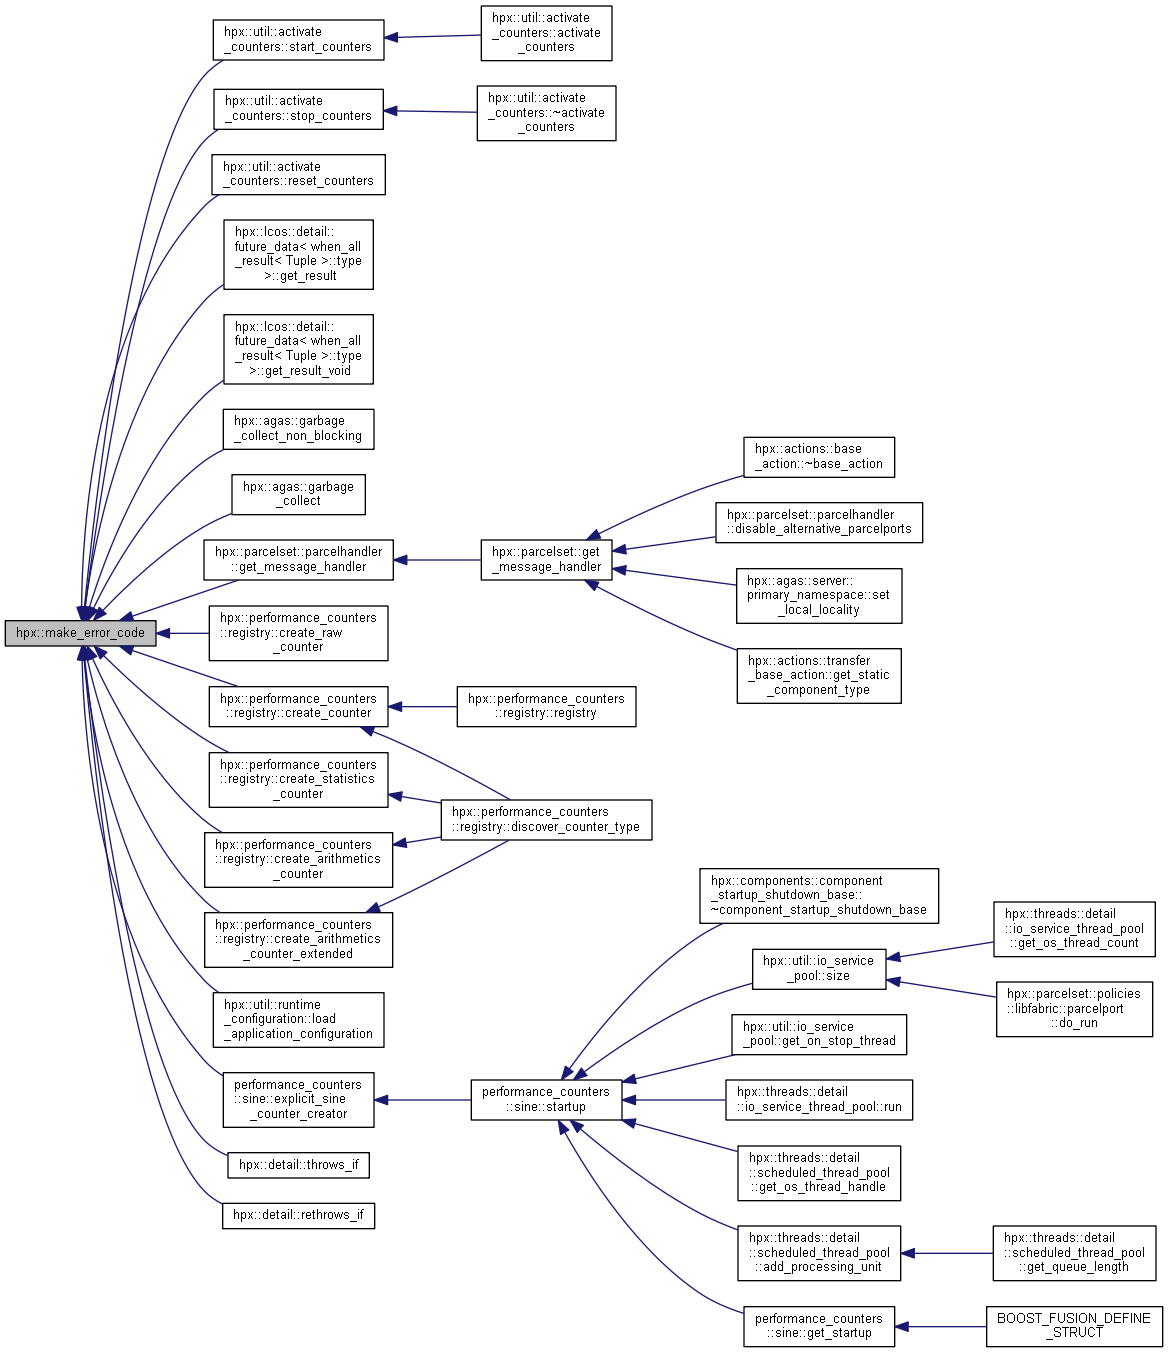 hpx::make_error_code
hpx::util::activate
_counters::start_counters
hpx::util::activate
_counters::activate
_counters
hpx::util::activate
_counters::stop_counters
hpx::util::activate
_counters::~activate
_counters
hpx::util::activate
_counters::reset_counters
hpx::lcos::detail::
future_data< when_all
_result< Tuple >::type
>::get_result
hpx::lcos::detail::
future_data< when_all
_result< Tuple >::type
>::get_result_void
hpx::agas::garbage
_collect_non_blocking
hpx::agas::garbage
_collect
hpx::parcelset::parcelhandler
::get_message_handler
hpx::parcelset::get
_message_handler
hpx::actions::base
_action::~base_action
hpx::parcelset::parcelhandler
::disable_alternative_parcelports
hpx::agas::server::
primary_namespace::set
_local_locality
hpx::actions::transfer
_base_action::get_static
_component_type
hpx::performance_counters
::registry::create_raw
_counter
hpx::performance_counters
::registry::create_counter
hpx::performance_counters
::registry::registry
hpx::performance_counters
::registry::create_statistics
_counter
hpx::performance_counters
::registry::discover_counter_type
hpx::performance_counters
::registry::create_arithmetics
_counter
hpx::performance_counters
::registry::create_arithmetics
_counter_extended
hpx::util::runtime
_configuration::load
_application_configuration
performance_counters
::sine::explicit_sine
_counter_creator
performance_counters
::sine::startup
hpx::components::component
_startup_shutdown_base::
~component_startup_shutdown_base
hpx::util::io_service
_pool::size
hpx::threads::detail
::io_service_thread_pool
::get_os_thread_count
hpx::parcelset::policies
::libfabric::parcelport
::do_run
hpx::util::io_service
_pool::get_on_stop_thread
hpx::threads::detail
::io_service_thread_pool::run
hpx::threads::detail
::scheduled_thread_pool
::get_os_thread_handle
hpx::threads::detail
::scheduled_thread_pool
::add_processing_unit
hpx::threads::detail
::scheduled_thread_pool
::get_queue_length
performance_counters
::sine::get_startup
BOOST_FUSION_DEFINE
_STRUCT
hpx::detail::throws_if
hpx::detail::rethrows_if